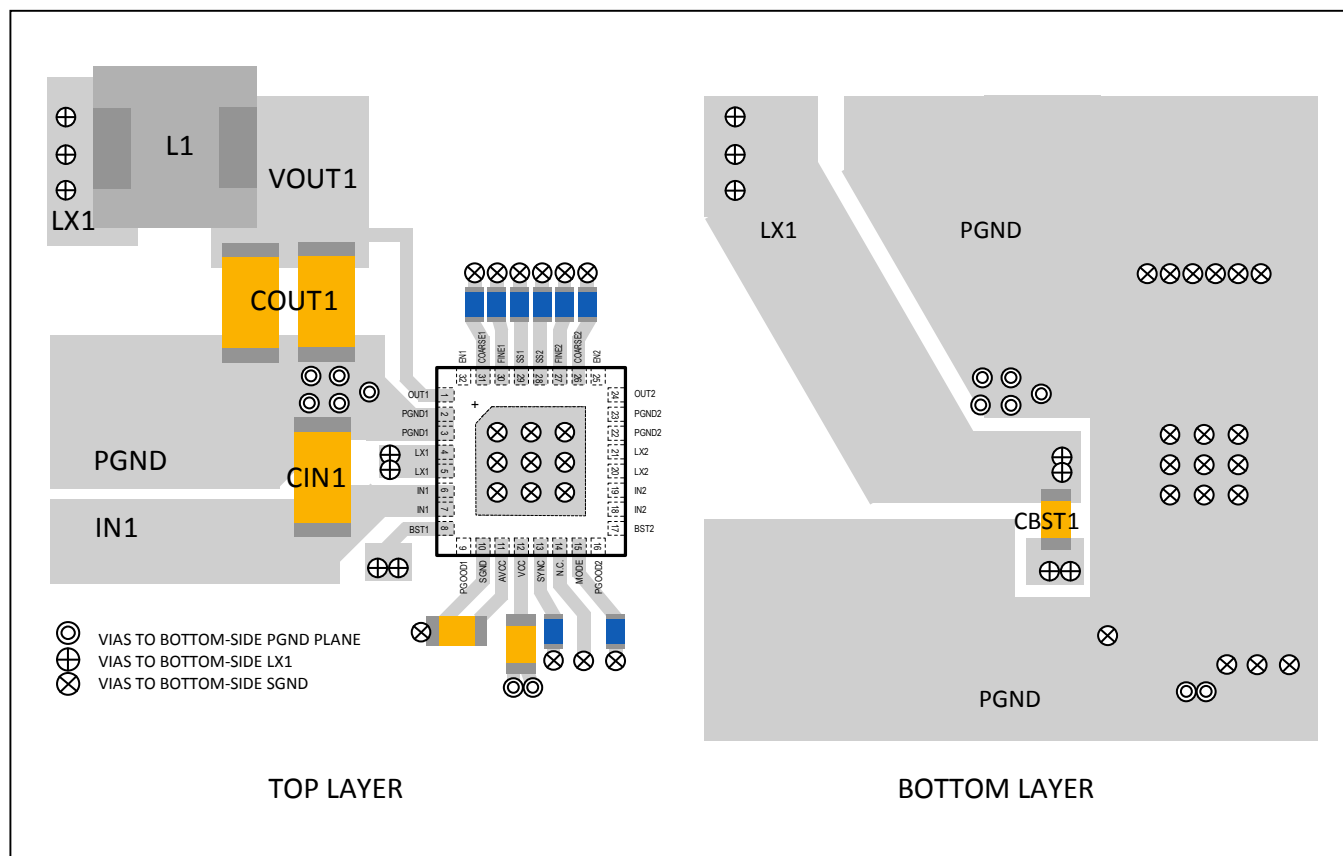 L1
VOUT1
LX1
COUT1
PGND
CIN1
IN1
EN1
COARSE1
FINE1
SS1
SS2
FINE2
COARSE2
EN2
32
31
30
29
28
27
26
25
OUT1
1
24
OUT2
PGND1
2
+
23
PGND2
PGND1
3
22
PGND2
LX1
4
21
LX2
LX1
5
20
LX2
IN1
6
19
IN2
IN1
7
18
IN2
BST1
8
17
BST2
9
10
11
12
13
14
15
16
PGOOD1
SGND
AVCC
VCC
SYNC
N.C.
MODE
PGOOD2
VIAS TO BOTTOM-SIDE PGND PLANE
VIAS TO BOTTOM-SIDE LX1
VIAS TO BOTTOM-SIDE SGND
TOP LAYER
LX1
PGND
CBST1
PGND
BOTTOM LAYER